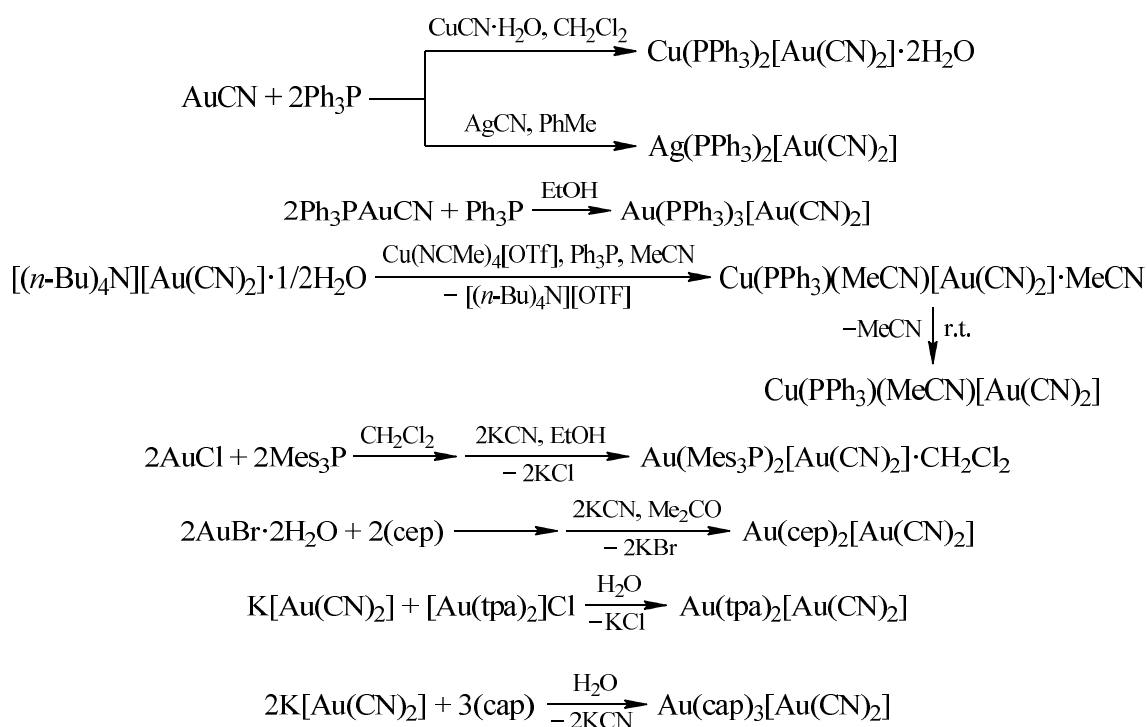 CuCN·H2O, CH2Cl2
Cu(PPh3)2[Au(CN)2]·2H2O
AuCN + 2Ph3P
AgCN, PhMe
Ag(PPh3)2[Au(CN)2]
2Ph3PAuCN + Ph3P EtOH Au(PPh3)3[Au(CN)2]
Cu(NCMe)4[OTf], Ph3P, MeCN
[(n-Bu)4N][Au(CN)2]·1/2H2O Cu(PPh3)(MeCN)[Au(CN)2]·MeCN
– [(n-Bu)4N][OTF]
–MeCN r.t.
Cu(PPh3)(MeCN)[Au(CN)2]
CH2Cl2 2KCN, EtOH
2AuCl + 2Mes3P Au(Mes3P)2[Au(CN)2]·CH2Cl2
– 2KCl
2KCN, Me2CO
2AuBr·2H2O + 2(cep) Au(cep)2[Au(CN)2]
– 2KBr
H2O
K[Au(CN)2] + [Au(tpa)2]Cl Au(tpa)2[Au(CN)2]
–KCl
H2O
2K[Au(CN)2] + 3(cap) Au(cap)3[Au(CN)2]
– 2KCN